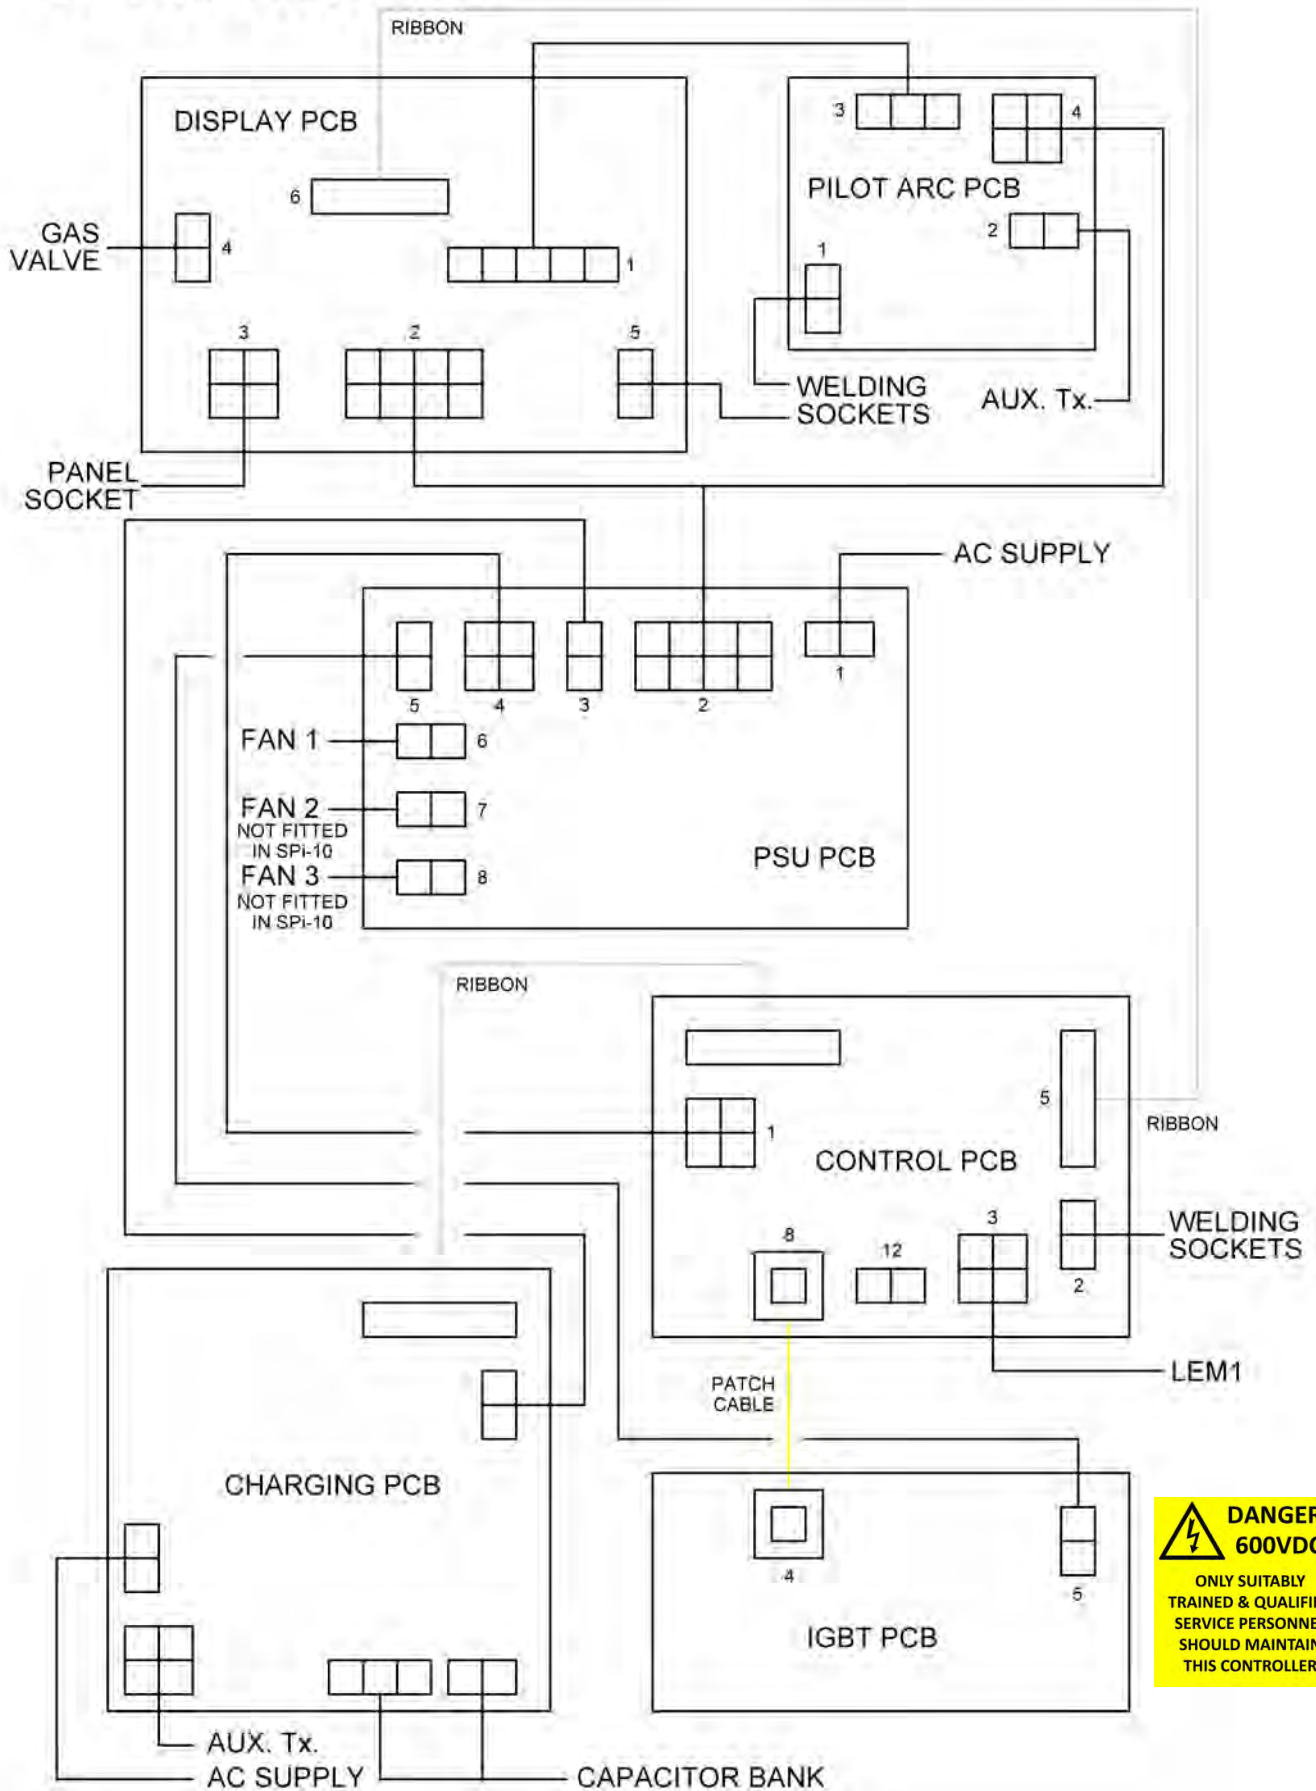 RIBBON
DISPLAY PCB
3
4
6
PILOT ARC PCB
GAS
VALVE
4
2
1
1
3
2
5
WELDING
SOCKETS
AUX. Tx.
PANEL
SOCKET
AC SUPPLY
5
4
3
2
1
FAN 1
6
FAN 2
7
NOT FITTED
IN SPi-10
PSU PCB
FAN 3
8
NOT FITTED
IN SPi-10
RIBBON
5
RIBBON
1
CONTROL PCB
8
12
3
WELDING
SOCKETS
2
LEM1
PATCH
CABLE
CHARGING PCB
4
5
IGBT PCB
DANGER
600VDC
ONLY SUITABLY
TRAINED & QUALIFI
SERVICE PERSONNE
SHOULD MAINTAIN
THIS CONTROLLER
AUX. Tx.
AC SUPPLY
CAPACITOR BANK